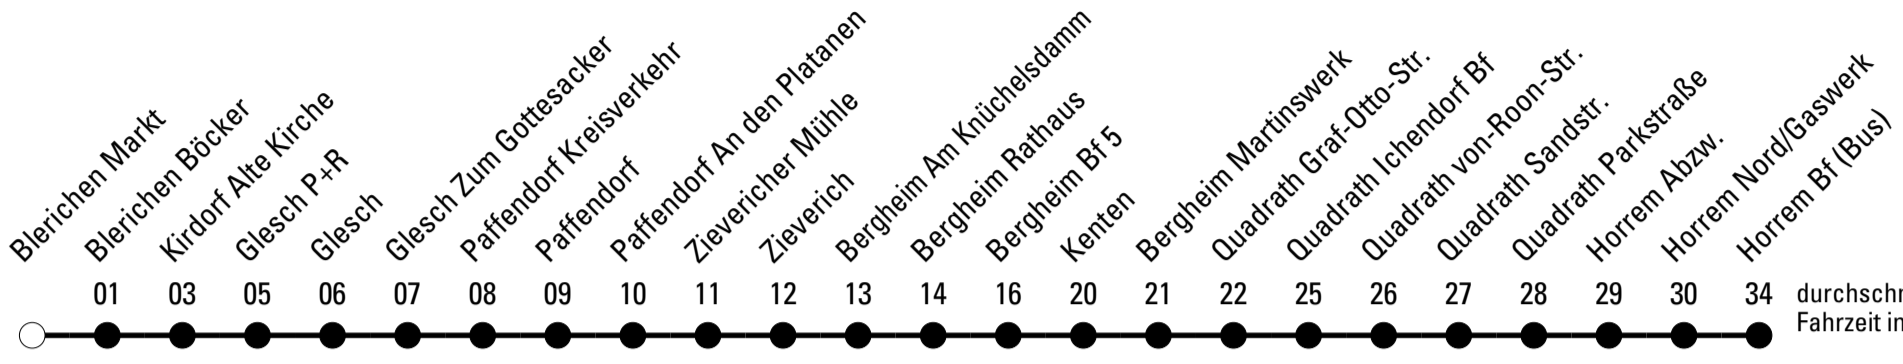 Blerichen Markt
Blerichen Böcker
Kirdorf Alte Kirche
Glesch P+R
Glesch
Glesch Zum Gottesacker
Paffendorf Kreisverkehr
Paffendorf
Paffendorf An den Platanen
Zievericher Mühle
Zieverich
Bergheim Am Knüchelsdamm
Bergheim Rathaus
Bergheim Bf 5
Kenten
Bergheim Martinswerk
Quadrath Graf-Otto-Str.
Quadrath Ichendorf Bf
Quadrath von-Roon-Str.
Quadrath Sandstr.
Quadrath Parkstraße
Horrem Abzw.
Horrem Nord/Gaswerk
Horrem Bf (Bus)
01 03 05 06 07 08 09 10 11 12 13 14 16 20 21 22 25 26 27 28 29 30 34 durchschn
Fahrzeit in